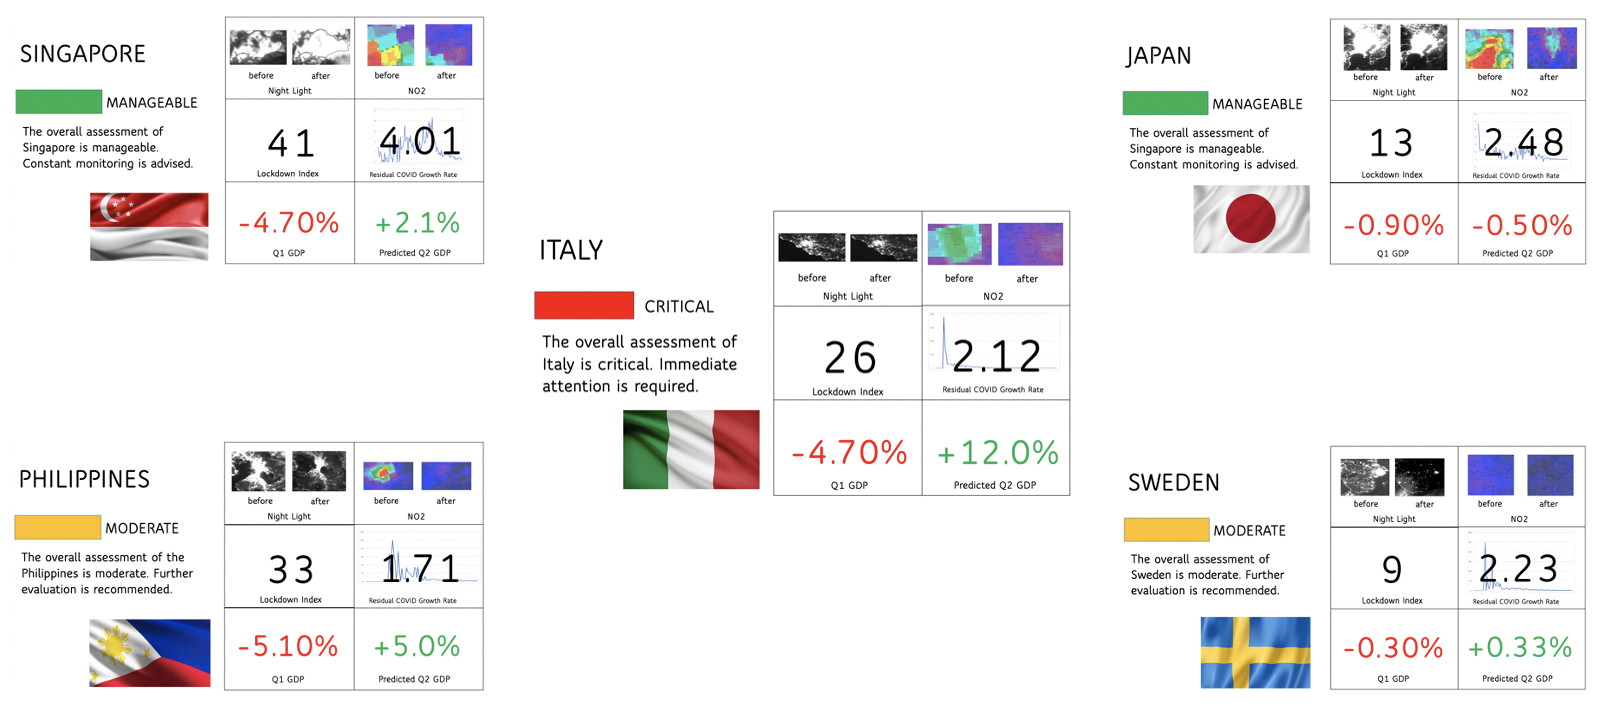 SINGAPORE
MANAGEABLE
The overall assessment of
Singapore is manageable.
Constant monitoring is advised.
before after before after
Night Light NO2
41 4.01
Lockdown Index Residual COVID Growth Rate
-4.70% +2.1%
Q1 GDP Predicted Q2 GDP
PHILIPPINES
MODERATE
The overall assessment of the
Philippines is moderate. Further
evaluation is recommended.
before after before after
Night Light NO2
33 1.71
Lockdown Index Residual COVID Growth Rate
-5.10% +5.0%
Q1 GDP Predicted Q2 GDP
ITALY
CRITICAL
The overall assessment of
Italy is critical. Immediate
attention is required.
before after before after
Night Light NO2
26 2.12
Lockdown Index Residual COVID Growth Rate
-4.70% +12.0%
Q1 GDP Predicted Q2 GDP
JAPAN
MANAGEABLE
The overall assessment of
Singapore is manageable.
Constant monitoring is advised.
before after before after
Night Light NO2
13 2.48
Lockdown Index Residual COVID Growth Rate
-0.90% -0.50%
Q1 GDP Predicted Q2 GDP
SWEDEN
MODERATE
The overall assessment of
Sweden is moderate. Further
evaluation is recommended.
before after before after
Night Light NO2
9 2.23
Lockdown Index Residual COVID Growth Rate
-0.30% +0.33%
Q1 GDP Predicted Q2 GDP